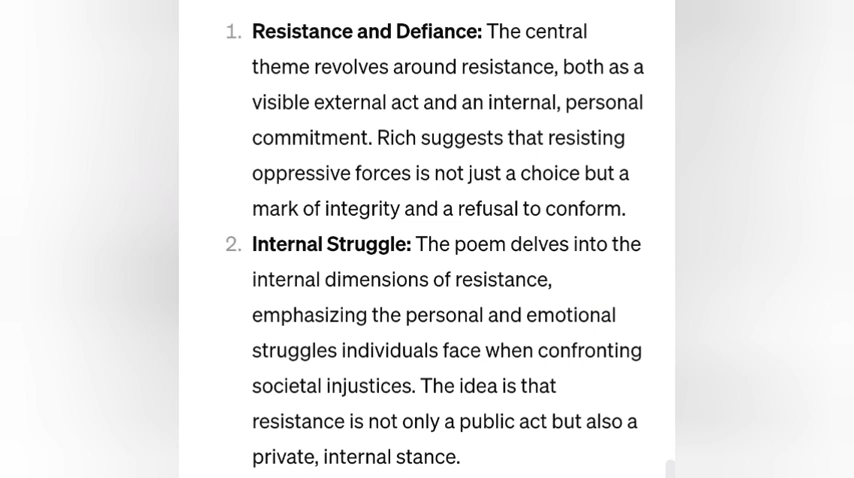 1. Resistance and Defiance: The central
theme revolves around resistance, both as a
visible external act and an internal, personal
commitment. Rich suggests that resisting
oppressive forces is not just a choice but a
mark of integrity and a refusal to conform.
2. Internal Struggle: The poem delves into the
internal dimensions of resistance,
emphasizing the personal and emotional
struggles individuals face when confronting
societal injustices. The idea is that
resistance is not only a public act but also a
private, internal stance.